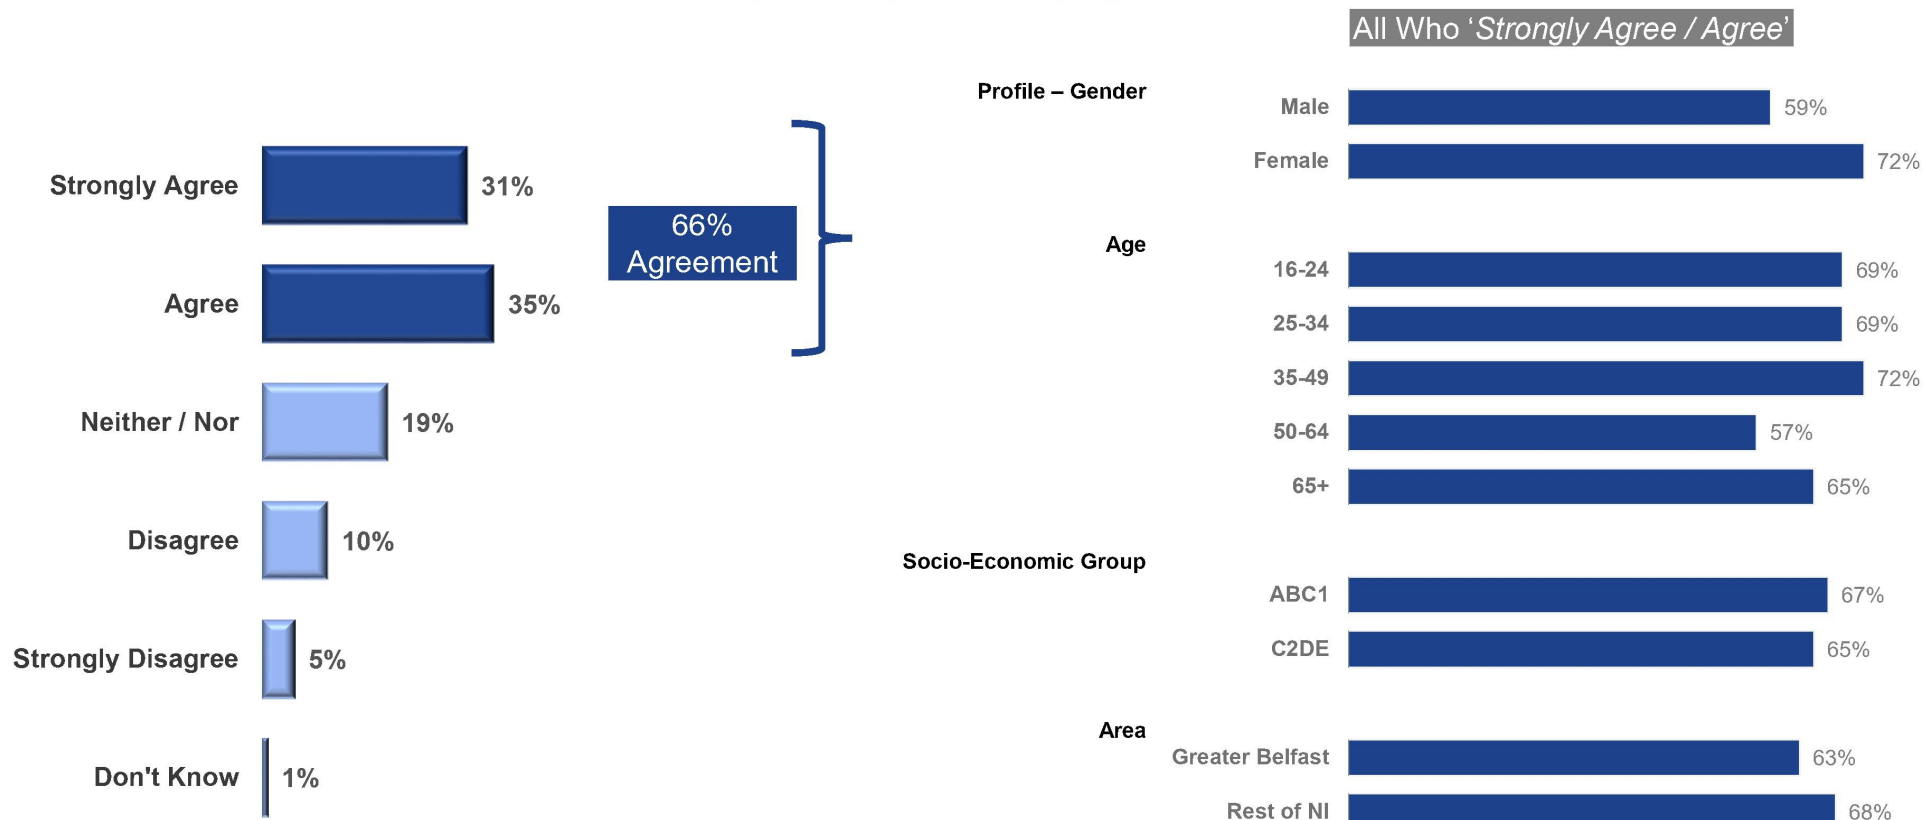 All Who ‘Strongly Agree / Agree’
Strongly Agree 31%
Agree 35%
Neither / Nor 19%
Disagree 10%
Strongly Disagree 5%
Don't Know 1%
66%
Agreement
Profile – Gender
Male 59%
Female 72%
Age
16-24 69%
25-34 69%
35-49 72%
50-64 57%
65+ 65%
Socio-Economic Group
ABC1 67%
C2DE 65%
Area
Greater Belfast 63%
Rest of NI 68%